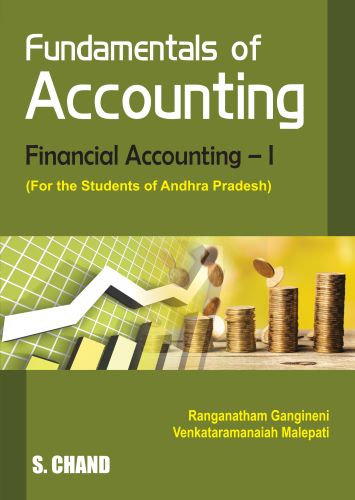 Fundamentals of
Accounting
Financial Accounting – I
(For the Students of Andhra Pradesh)
Ranganatham Gangineni
Venkataramanaiah Malepati
S. CHAND